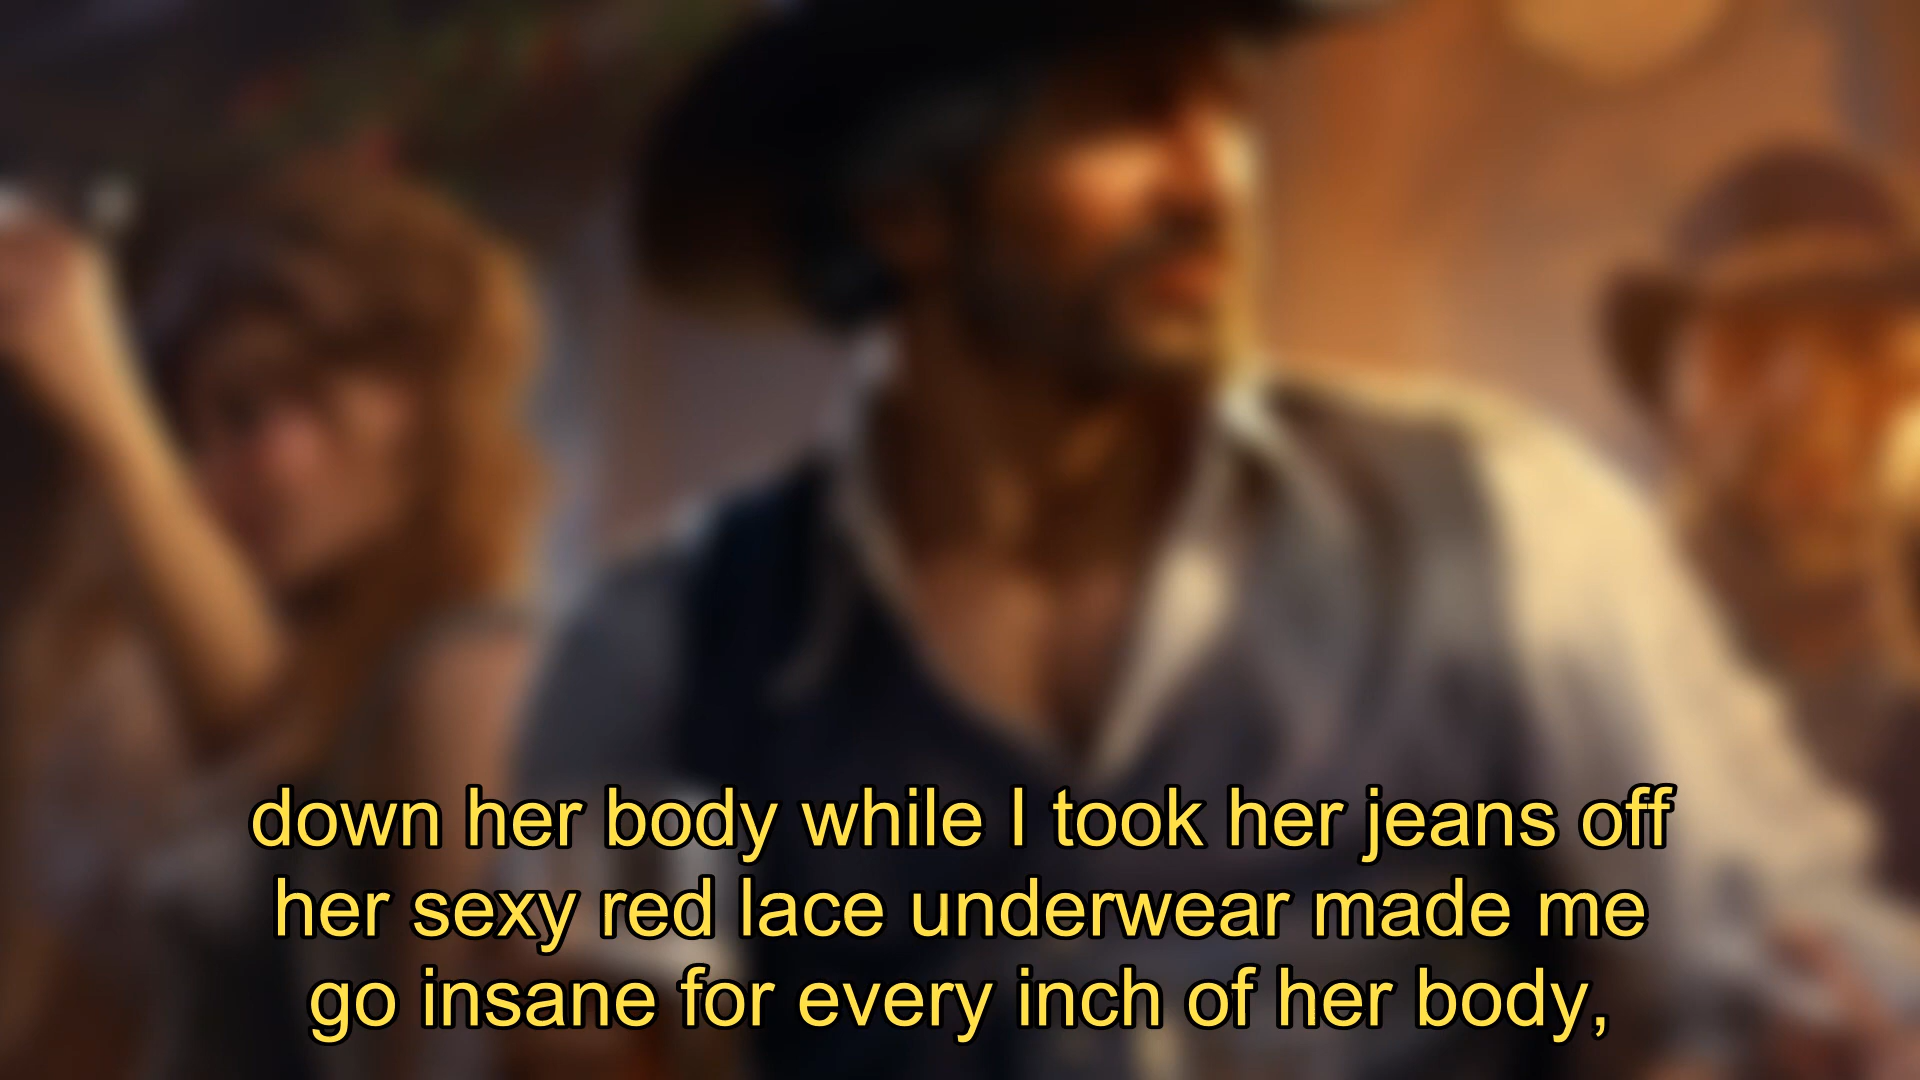 down her body while I took her jeans off
her sexy red lace underwear made me
go insane for every inch of her body,